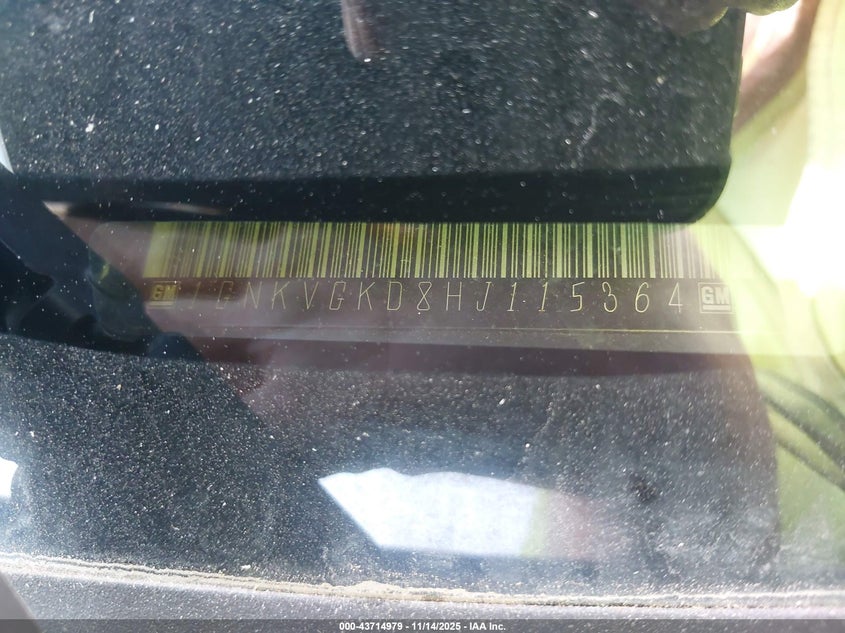 GM 1GNKVGKD8HJ115364 GM
000-43714979 | 11/14/2025 | IAA Inc.